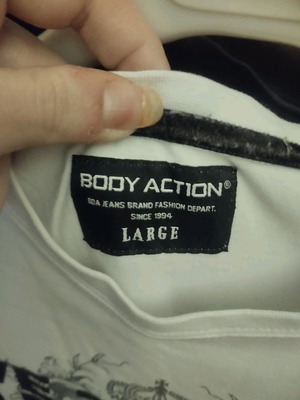 BODY ACTION®
BDA JEANS BRAND FASHION DEPART.
SINCE 1994
LARGE